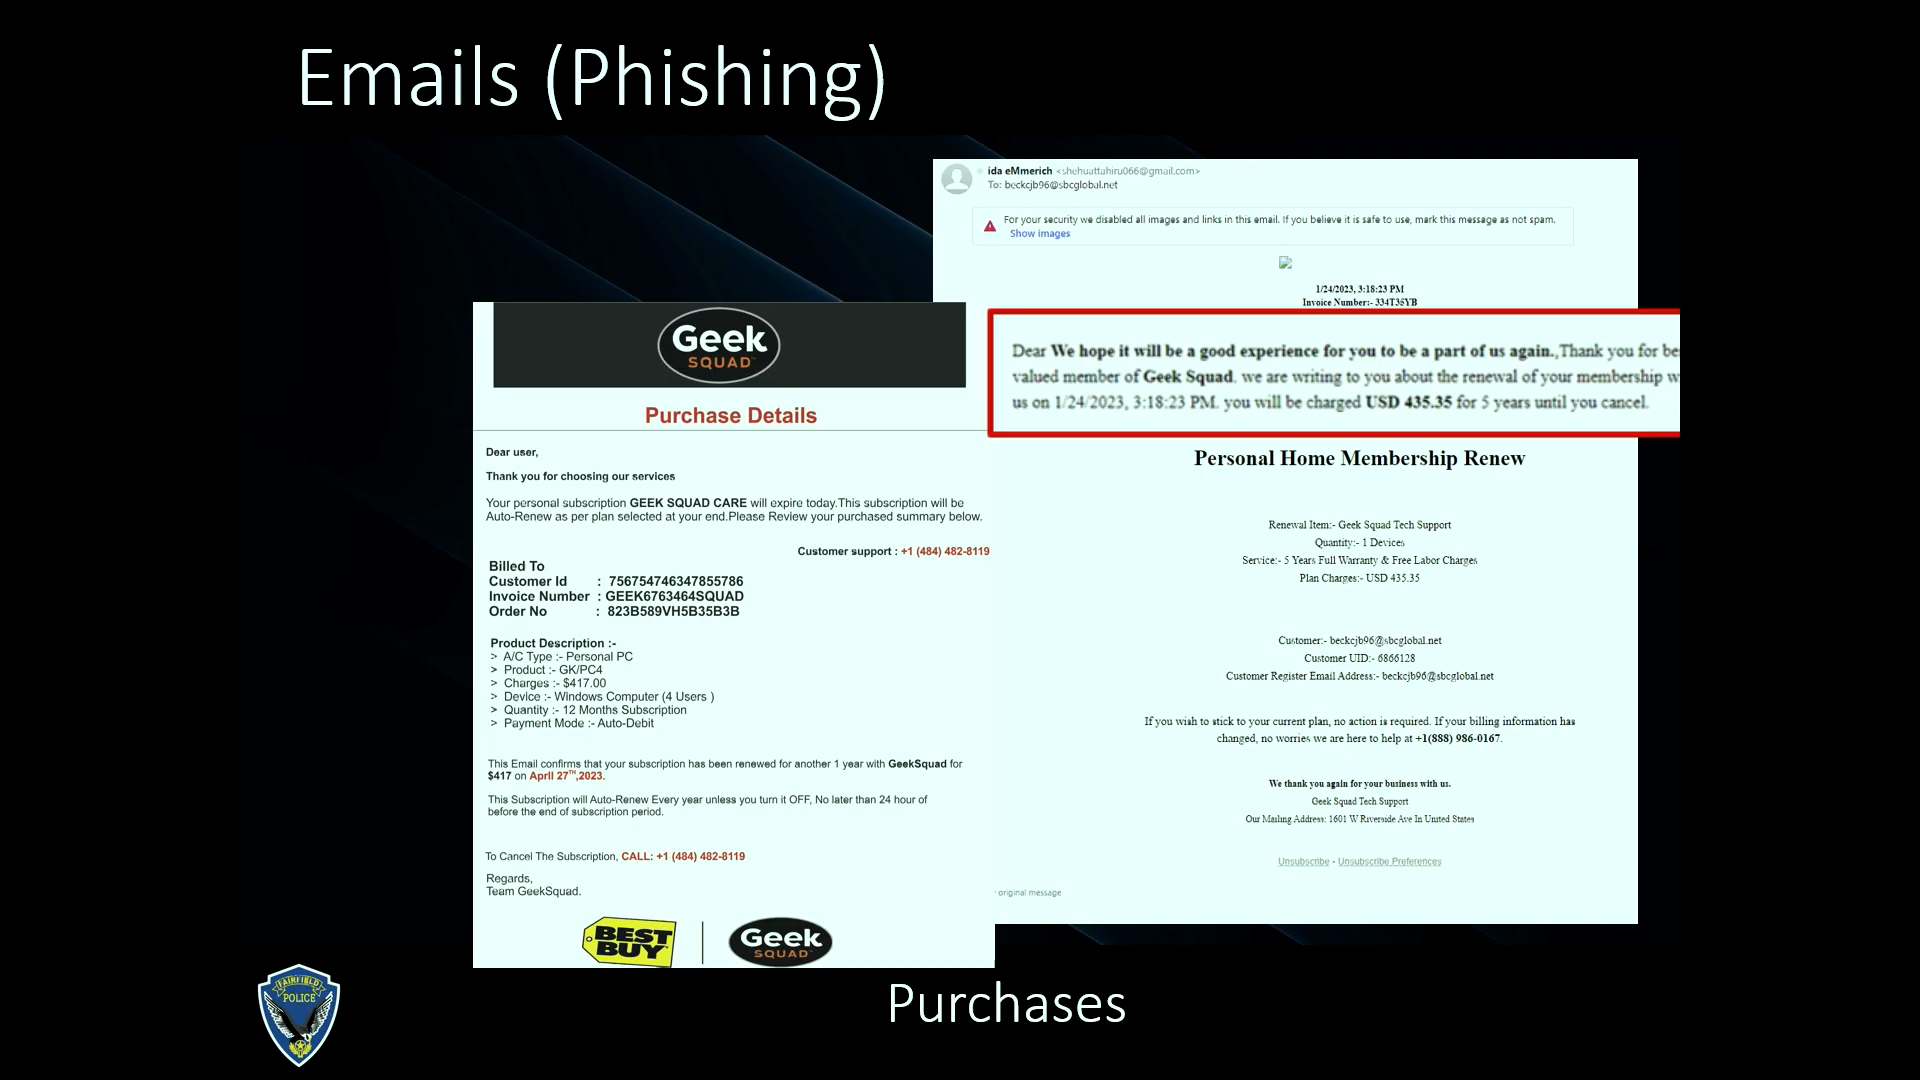 Emails (Phishing)
ida eMmerich <shehuattahiru066@gmail.com>
To: beckcjb96@sbcglobal.net
For your security we disabled all images and links in this email. If you believe it is safe to use, mark this message as not spam.
Show images
1/24/2023, 3:18:23 PM
Invoice Number:- 334T35YB
Dear We hope it will be a good experience for you to be a part of us again.,Thank you for be
valued member of Geek Squad. we are writing to you about the renewal of your membership w
us on 1/24/2023, 3:18:23 PM. you will be charged USD 435.35 for 5 years until you cancel.
Personal Home Membership Renew
Renewal Item:- Geek Squad Tech Support
Quantity:- 1 Devices
Service:- 5 Years Full Warranty & Free Labor Charges
Plan Charges:- USD 435.35
Customer:- beckcjb96@sbcglobal.net
Customer UID:- 6866128
Customer Register Email Address:- beckcjb96@sbcglobal.net
If you wish to stick to your current plan, no action is required. If your billing information has
changed, no worries we are here to help at +1(888) 986-0167.
We thank you again for your business with us.
Geek Squad Tech Support
Our Mailing Address: 1601 W Riverside Ave In United States
Unsubscribe - Unsubscribe Preferences
original message
Geek
SQUAD
Purchase Details
Dear user,
Thank you for choosing our services
Your personal subscription GEEK SQUAD CARE will expire today.This subscription will be
Auto-Renew as per plan selected at your end.Please Review your purchased summary below.
Customer support : +1 (484) 482-8119
Billed To
Customer Id : 756754746347855786
Invoice Number : GEEK6763464SQUAD
Order No : 823B589VH5B35B3B
Product Description :-
> A/C Type :- Personal PC
> Product :- GK/PC4
> Charges :- $417.00
> Device :- Windows Computer (4 Users )
> Quantity :- 12 Months Subscription
> Payment Mode :- Auto-Debit
This Email confirms that your subscription has been renewed for another 1 year with GeekSquad for
$417 on April 27TH,2023.
This Subscription will Auto-Renew Every year unless you turn it OFF, No later than 24 hour of
before the end of subscription period.
To Cancel The Subscription, CALL: +1 (484) 482-8119
Regards,
Team GeekSquad.
BEST
BUY
Geek
SQUAD
FAIRFIELD
POLICE
Purchases